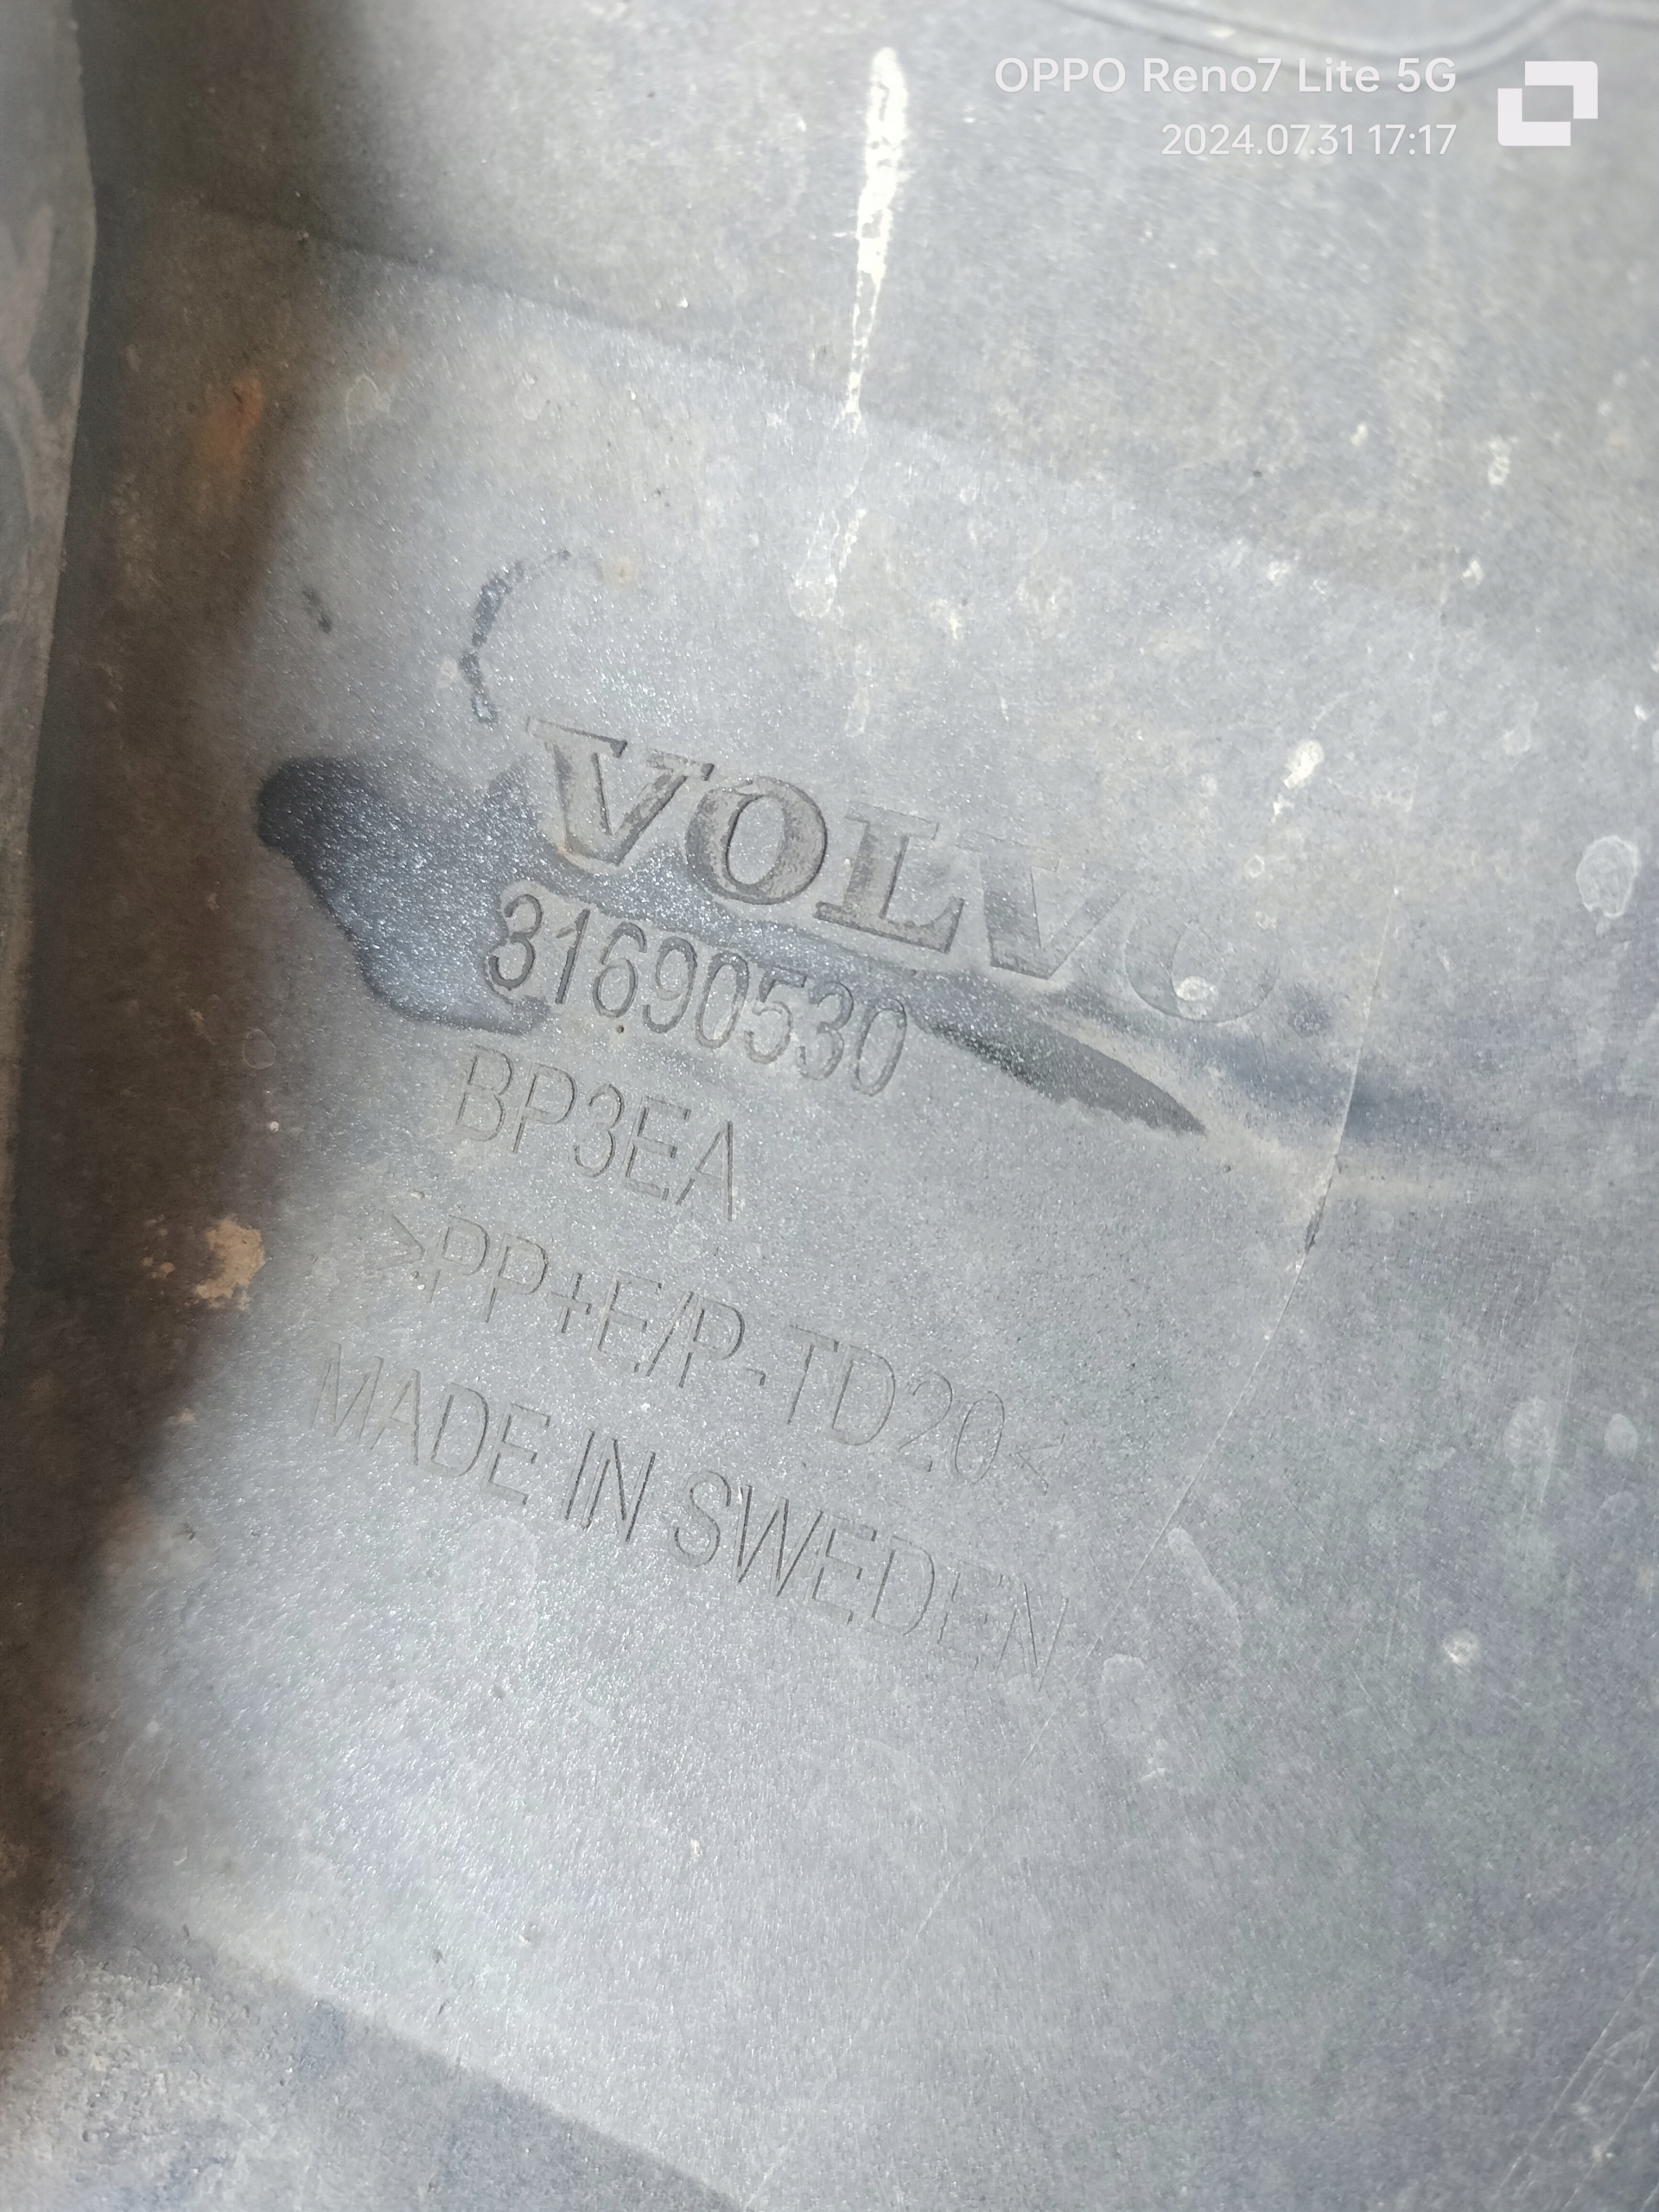 OPPO Reno7 Lite 5G
2024.07.31 17:17
VOLVO
31690530
BP3EA
>PP+E/P-TD20<
MADE IN SWEDEN